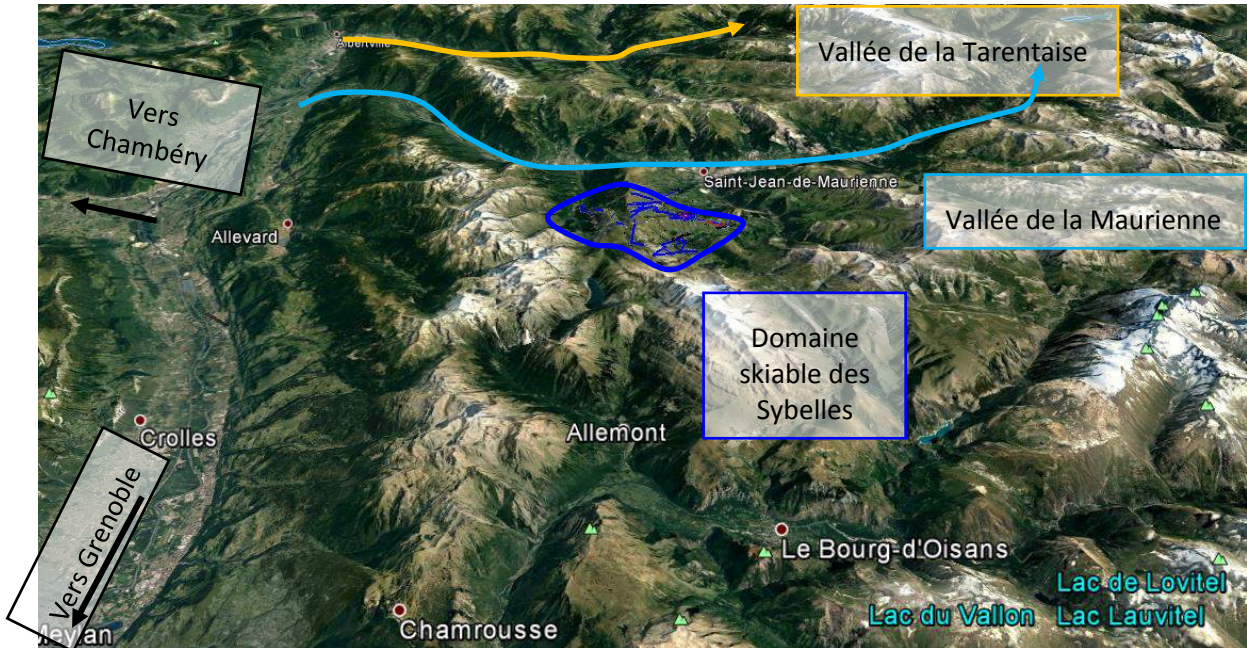 Albertville
Vallée de la Tarentaise
Vers
Chambéry
Saint-Jean-de-Maurienne
Vallée de la Maurienne
Allevard
Domaine
skiable des
Sybelles
Crolles
Allemont
Vers Grenoble
Le Bourg-d'Oisans
Lac de Lovitel
Lac du Vallon
Lac Lauvitel
Meylan
Chamrousse